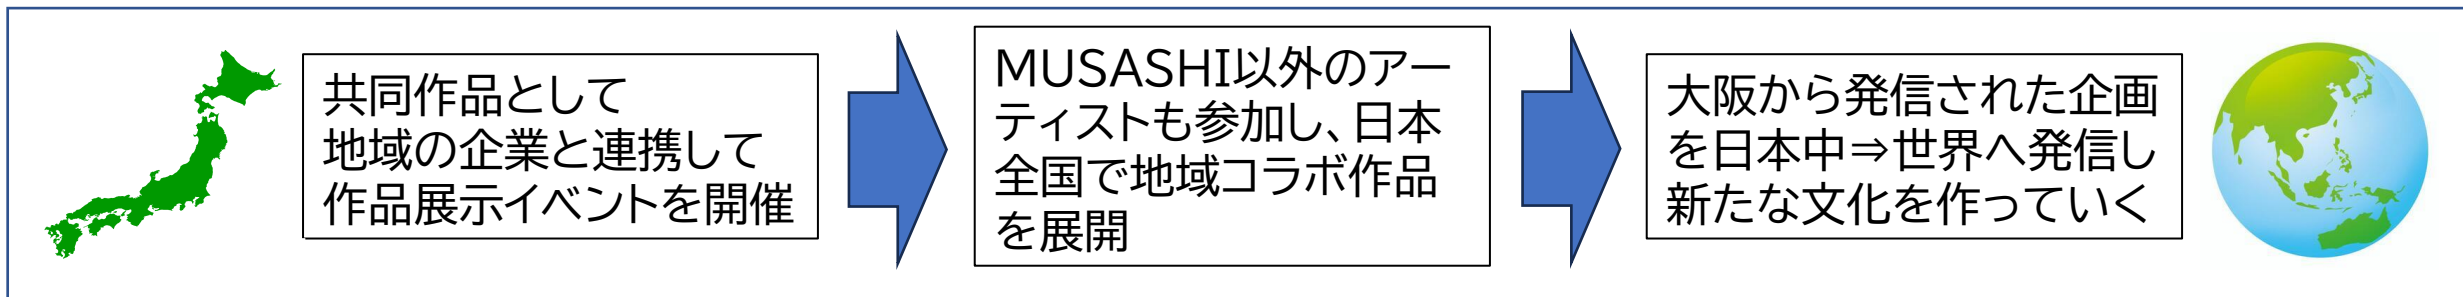 共同作品として
地域の企業と連携して
作品展示イベントを開催
MUSASHI以外のアー
ティストも参加し、日本
全国で地域コラボ作品
を展開
大阪から発信された企画
を日本中⇒世界へ発信し
新たな文化を作っていく